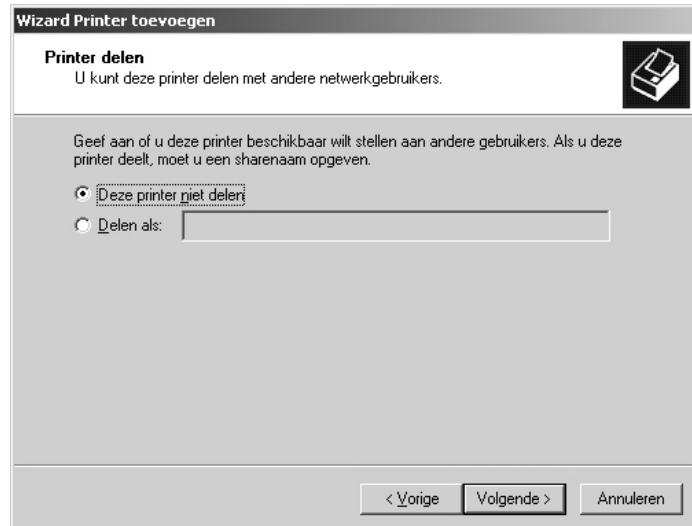 Wizard Printer toevoegen
Printer delen
U kunt deze printer delen met andere netwerkgebruikers.
Geef aan of u deze printer beschikbaar wilt stellen aan andere gebruikers. Als u deze
printer deelt, moet u een sharenaam opgeven.
Deze printer niet delen
Delen als:
< Vorige Volgende > Annuleren